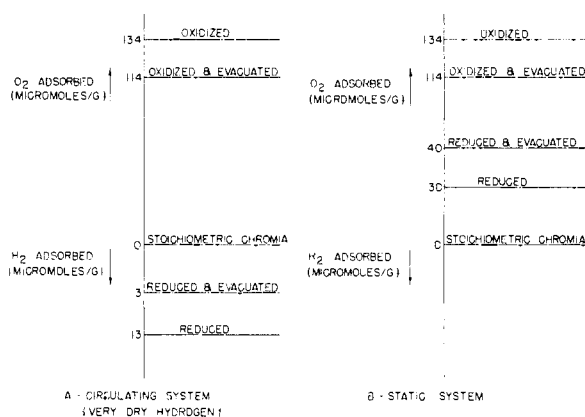 134 OXIDIZED
O2 ADSORBED
(MICROMOLES/G)
114 OXIDIZED & EVACUATED
0 STOICHIOMETRIC CHROMIA
H2 ADSORBED
(MICROMOLES/G)
3 REDUCED & EVACUATED
13 REDUCED
A - CIRCULATING SYSTEM
(VERY DRY HYDROGEN)
134 OXIDIZED
O2 ADSORBED
(MICROMOLES/G)
114 OXIDIZED & EVACUATED
40 REDUCED & EVACUATED
30 REDUCED
0 STOICHIOMETRIC CHROMIA
H2 ADSORBED
(MICROMOLES/G)
B - STATIC SYSTEM